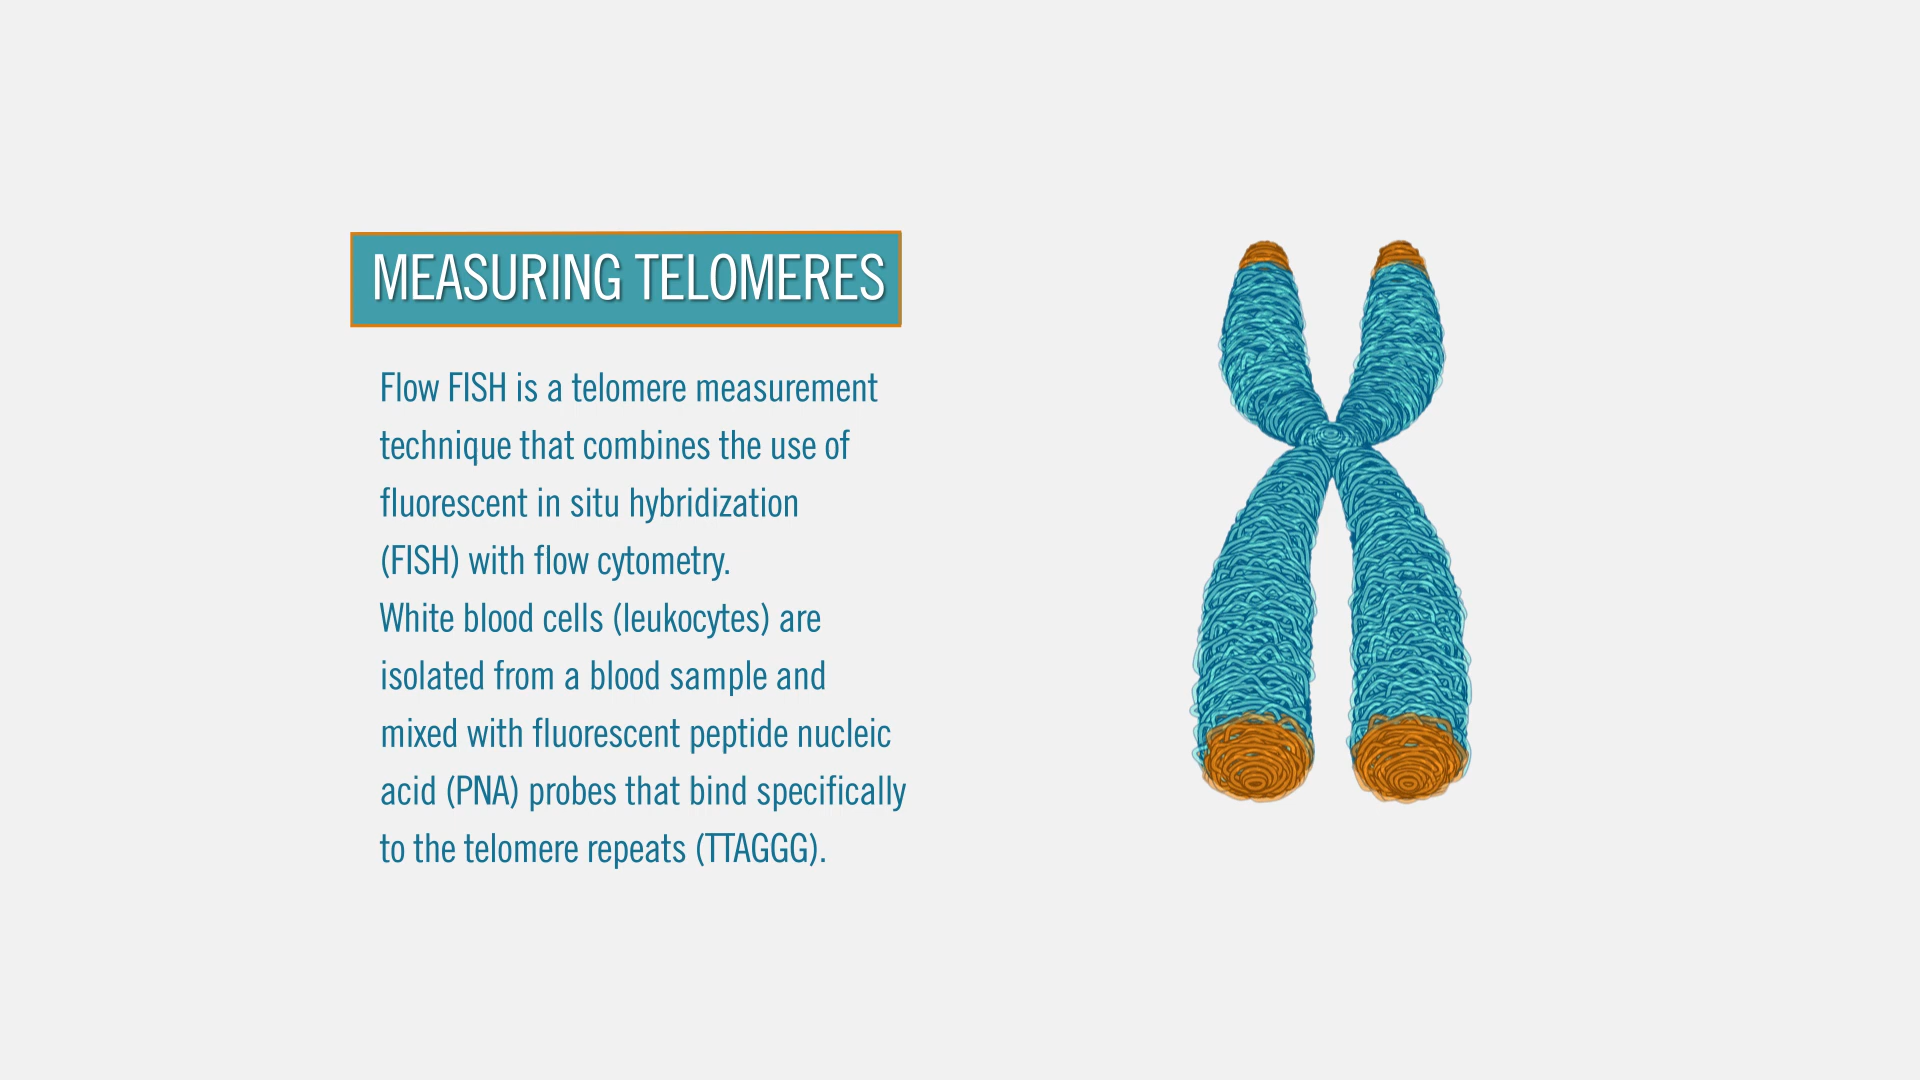 MEASURING TELOMERES
Flow FISH is a telomere measurement
technique that combines the use of
fluorescent in situ hybridization
(FISH) with flow cytometry.
White blood cells (leukocytes) are
isolated from a blood sample and
mixed with fluorescent peptide nucleic
acid (PNA) probes that bind specifically
to the telomere repeats (TTAGGG).